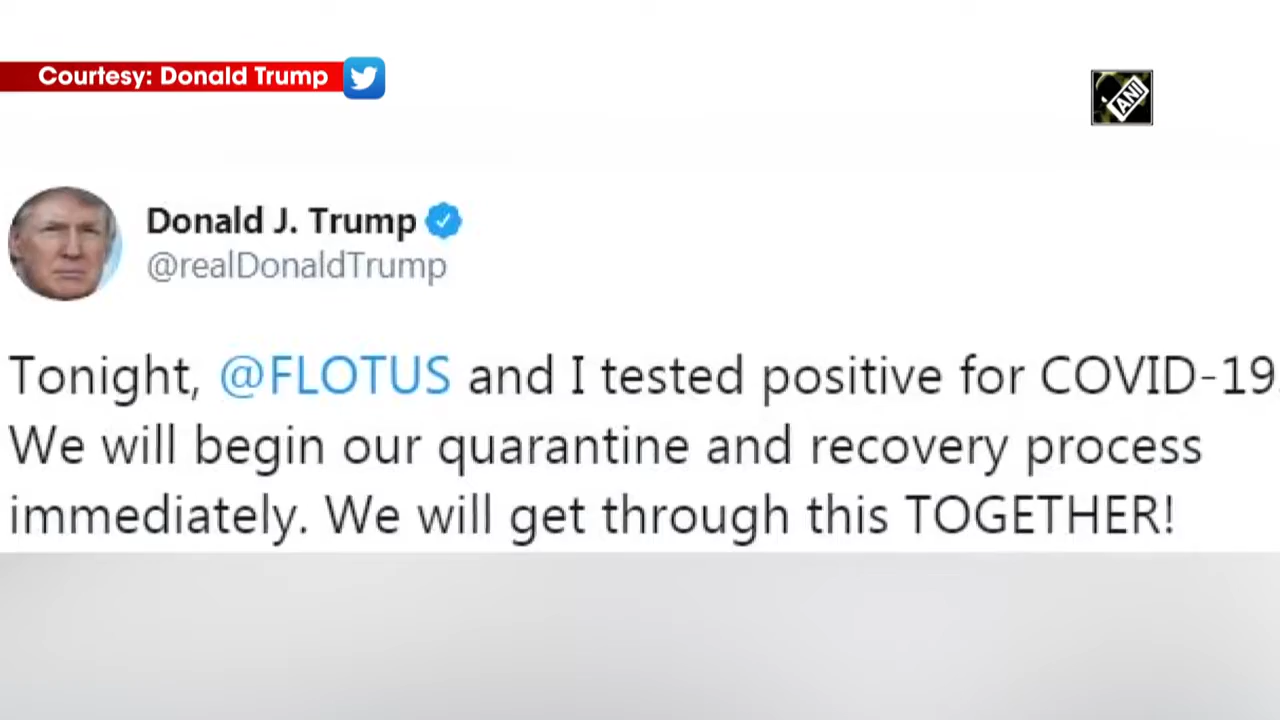 Courtesy: Donald Trump
ANI
Donald J. Trump
@realDonaldTrump
Tonight, @FLOTUS and I tested positive for COVID-19.
We will begin our quarantine and recovery process
immediately. We will get through this TOGETHER!